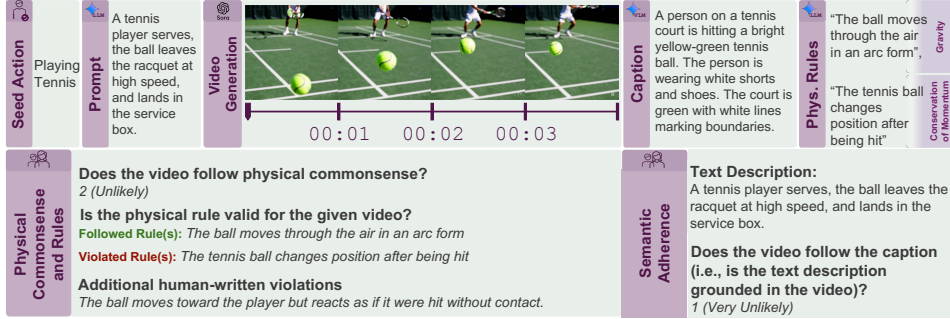 Seed Action
Playing
Tennis
LLM
Prompt
A tennis
player serves,
the ball leaves
the racquet at
high speed,
and lands in
the service
box.
Sora
Video
Generation
00:01
00:02
00:03
LLM
Caption
A person on a tennis
court is hitting a bright
yellow-green tennis
ball. The person is
wearing white shorts
and shoes. The court is
green with white lines
marking boundaries.
LLM
Phys. Rules
“The ball moves
through the air
in an arc form”,
“The tennis ball
changes
position after
being hit”
Gravity
Conservation
of Momentum
Physical
Commonsense
and Rules
Does the video follow physical commonsense?
2 (Unlikely)
Is the physical rule valid for the given video?
Followed Rule(s): The ball moves through the air in an arc form
Violated Rule(s): The tennis ball changes position after being hit
Additional human-written violations
The ball moves toward the player but reacts as if it were hit without contact.
Semantic
Adherence
Text Description:
A tennis player serves, the ball leaves the
racquet at high speed, and lands in the
service box.
Does the video follow the caption
(i.e., is the text description
grounded in the video)?
1 (Very Unlikely)